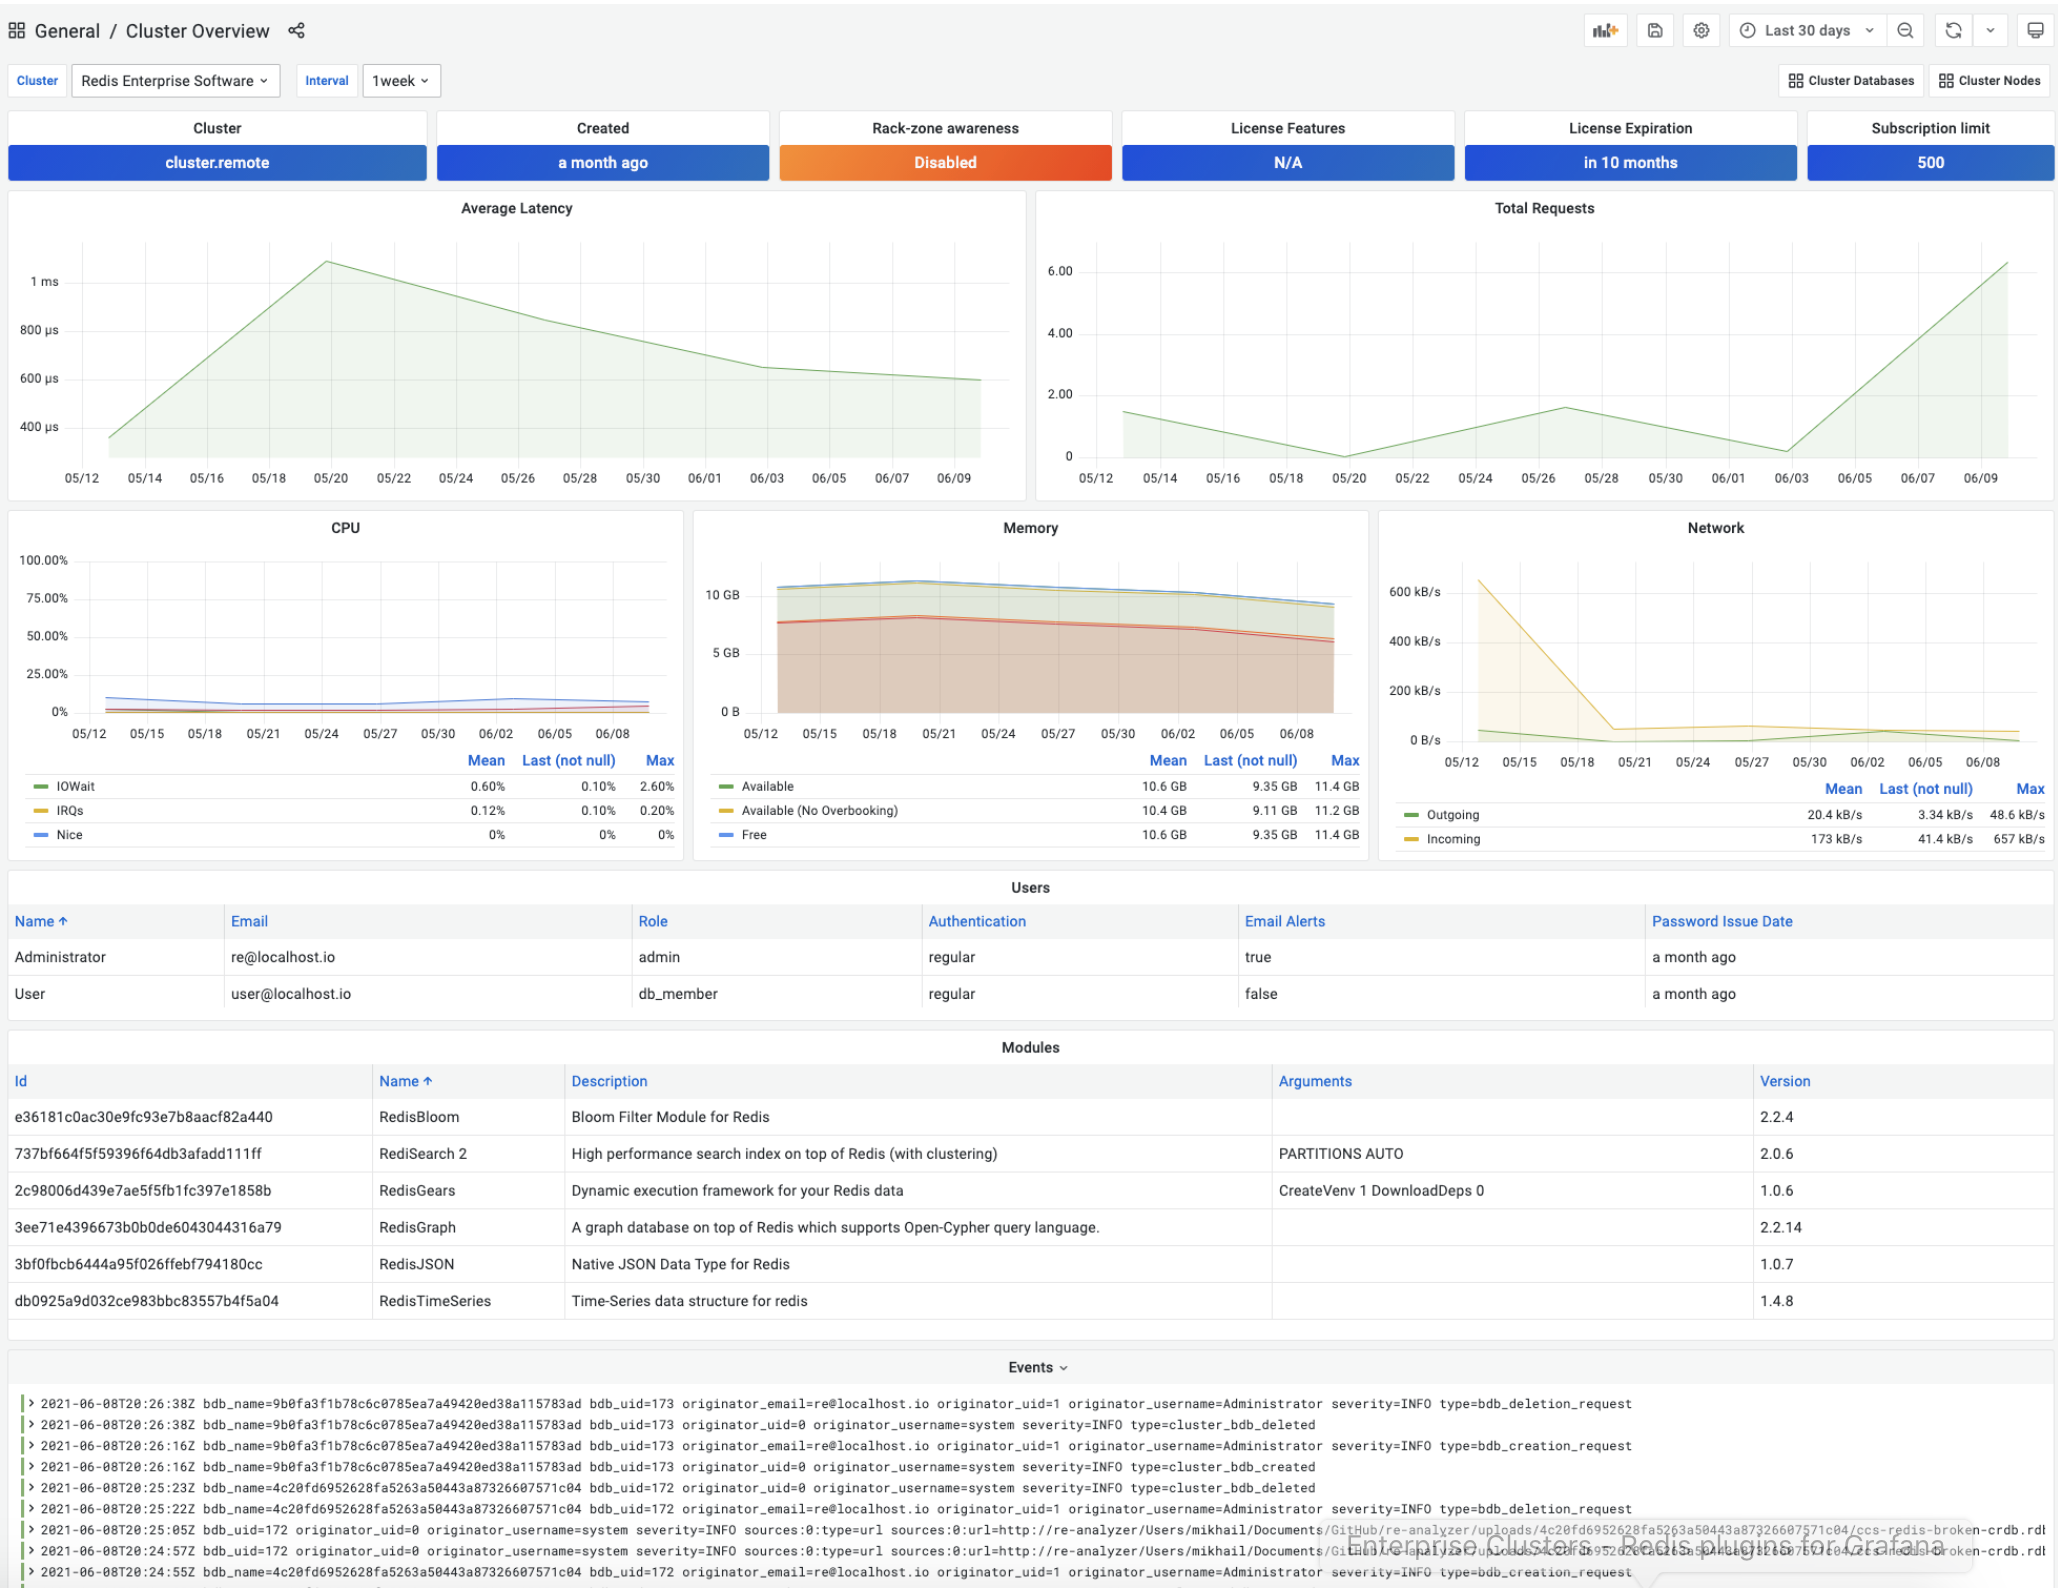 General / Cluster Overview
Last 30 days
Cluster Redis Enterprise Software Interval 1week
Cluster Databases Cluster Nodes
Cluster Created Rack-zone awareness License Features License Expiration Subscription limit
cluster.remote a month ago Disabled N/A in 10 months 500
Average Latency
1 ms
800 µs
600 µs
400 µs
05/12 05/14 05/16 05/18 05/20 05/22 05/24 05/26 05/28 05/30 06/01 06/03 06/05 06/07 06/09
Total Requests
6.00
4.00
2.00
0
05/12 05/14 05/16 05/18 05/20 05/22 05/24 05/26 05/28 05/30 06/01 06/03 06/05 06/07 06/09
CPU
100.00%
75.00%
50.00%
25.00%
0%
05/12 05/15 05/18 05/21 05/24 05/27 05/30 06/02 06/05 06/08
Mean Last (not null) Max
IOWait 0.60% 0.10% 2.60%
IRQs 0.12% 0.10% 0.20%
Nice 0% 0% 0%
Memory
10 GB
5 GB
0 B
05/12 05/15 05/18 05/21 05/24 05/27 05/30 06/02 06/05 06/08
Mean Last (not null) Max
Available 10.6 GB 9.35 GB 11.4 GB
Available (No Overbooking) 10.4 GB 9.11 GB 11.2 GB
Free 10.6 GB 9.35 GB 11.4 GB
Network
600 kB/s
400 kB/s
200 kB/s
0 B/s
05/12 05/15 05/18 05/21 05/24 05/27 05/30 06/02 06/05 06/08
Mean Last (not null) Max
Outgoing 20.4 kB/s 3.34 kB/s 48.6 kB/s
Incoming 173 kB/s 41.4 kB/s 657 kB/s
Users
Name Email Role Authentication Email Alerts Password Issue Date
Administrator re@localhost.io admin regular true a month ago
User user@localhost.io db_member regular false a month ago
Modules
Id Name Description Arguments Version
e36181c0ac30e9fc93e7b8aacf82a440 RedisBloom Bloom Filter Module for Redis 2.2.4
737bf664f5f59396f64db3afadd111ff RediSearch 2 High performance search index on top of Redis (with clustering) PARTITIONS AUTO 2.0.6
2c98006d439e7ae5f5fb1fc397e1858b RedisGears Dynamic execution framework for your Redis data CreateVenv 1 DownloadDeps 0 1.0.6
3ee71e4396673b0b0de6043044316a79 RedisGraph A graph database on top of Redis which supports Open-Cypher query language. 2.2.14
3bf0fbcb6444a95f026ffebf794180cc RedisJSON Native JSON Data Type for Redis 1.0.7
db0925a9d032ce983bbc83557b4f5a04 RedisTimeSeries Time-Series data structure for redis 1.4.8
Events
2021-06-08T20:26:38Z bdb_name=9b0fa3f1b78c6c0785ea7a49420ed38a115783ad bdb_uid=173 originator_email=re@localhost.io originator_uid=1 originator_username=Administrator severity=INFO type=bdb_deletion_request
2021-06-08T20:26:38Z bdb_name=9b0fa3f1b78c6c0785ea7a49420ed38a115783ad bdb_uid=173 originator_uid=0 originator_username=system severity=INFO type=cluster_bdb_deleted
2021-06-08T20:26:16Z bdb_name=9b0fa3f1b78c6c0785ea7a49420ed38a115783ad bdb_uid=173 originator_email=re@localhost.io originator_uid=1 originator_username=Administrator severity=INFO type=bdb_creation_request
2021-06-08T20:26:16Z bdb_name=9b0fa3f1b78c6c0785ea7a49420ed38a115783ad bdb_uid=173 originator_uid=0 originator_username=system severity=INFO type=cluster_bdb_created
2021-06-08T20:25:23Z bdb_name=4c20fd6952628fa5263a50443a87326607571c04 bdb_uid=172 originator_uid=0 originator_username=system severity=INFO type=cluster_bdb_deleted
2021-06-08T20:25:22Z bdb_name=4c20fd6952628fa5263a50443a87326607571c04 bdb_uid=172 originator_email=re@localhost.io originator_uid=1 originator_username=Administrator severity=INFO type=bdb_deletion_request
2021-06-08T20:25:05Z bdb_uid=172 originator_uid=0 originator_username=system severity=INFO sources:0:type=url sources:0:url=http://re-analyzer/Users/mikhail/Documents/GitHub/re-analyzer/uploads/4c20fd6952628fa5263a50443a87326607571c04/ccs-redis-broken-crdb.rdb
2021-06-08T20:24:57Z bdb_uid=172 originator_uid=0 originator_username=system severity=INFO sources:0:type=url sources:0:url=http://re-analyzer/Users/mikhail/Documents/GitHub/re-analyzer/uploads/4c20fd6952628fa5263a50443a87326607571c04/ccs-redis-broken-crdb.rdb
Enterprise Clusters - Redis plugins for Grafana
2021-06-08T20:24:55Z bdb_name=4c20fd6952628fa5263a50443a87326607571c04 bdb_uid=172 originator_email=re@localhost.io originator_uid=1 originator_username=Administrator severity=INFO type=bdb_creation_request